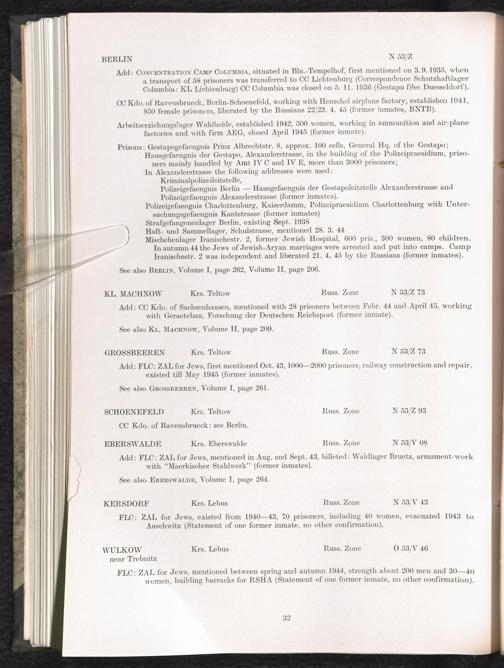 BERLIN N 53/Z
Add: CONCENTRATION CAMP COLUMBIA, situated in Bln.-Tempelhof, first mentioned on 3. 9. 1935, when
a transport of 58 prisoners was transferred to CC Lichtenburg (Correspondence Schutzhaftlager
Columbia: KL Lichtenburg) CC Columbia was closed on 5. 11. 1936 (Gestapo files Duesseldorf).
CC Kdo. of Ravensbrueck, Berlin-Schoenefeld, working with Henschel airplane factory, established 1941,
850 female prisoners, liberated by the Russians 22/23. 4. 45 (former inmates, BNTB).
Arbeitserziehungslager Wuhlheide, established 1942, 500 women, working in ammunition and air-plane
factories and with firm AEG, closed April 1945 (former inmate).
Prisons: Gestapogefaengnis Prinz Albrechtstr. 8, approx. 100 cells, General Hq. of the Gestapo;
Hausgefaengnis der Gestapo, Alexanderstrasse, in the building of the Polizeipraesidium, priso-
ners mainly handled by Amt IV C and IV E, more than 3000 prisoners;
In Alexanderstrasse the following addresses were used:
Kriminalpolizeileitstelle,
Polizeigefaengnis Berlin — Hausgefaengnis der Gestapoleitstelle Alexanderstrasse and
Polizeigefaengnis Alexanderstrasse (former inmates),
Polizeigefaengnis Charlottenburg, Kaiserdamm, Polizeipraesidium Charlottenburg with Unter-
suchungsgefaengnis Kantstrasse (former inmates)
Strafgefangenenlager Berlin, existing Sept. 1938
Haft- und Sammellager, Schulstrasse, mentioned 28. 3. 44
Mischehenlager Iranischestr. 2, former Jewish Hospital, 600 pris., 300 women, 80 children.
In autumn 44 the Jews of Jewish-Aryan marriages were arrested and put into camps. Camp
Iranischestr. 2 was independent and liberated 21. 4. 45 by the Russians (former inmates).
See also BERLIN, Volume I, page 262, Volume II, page 206.
KL. MACHNOW Krs. Teltow Russ. Zone N 53/Z 73
Add: CC Kdo. of Sachsenhausen, mentioned with 28 prisoners between Febr. 44 and April 45, working
with Geraetebau, Forschung der Deutschen Reichspost (former inmate).
See also KL. MACHNOW, Volume II, page 209.
GROSSBEEREN Krs. Teltow Russ. Zone N 53/Z 73
Add: FLC: ZAL for Jews, first mentioned Oct. 43, 1000—2000 prisoners, railway construction and repair,
existed till May 1945 (former inmates).
See also GROSSBEEREN, Volume I, page 261.
SCHOENEFELD Krs. Teltow Russ. Zone N 53/Z 93
CC Kdo. of Ravensbrueck: see Berlin.
EBERSWALDE Krs. Eberswalde Russ. Zone N 53/V 08
Add: FLC: ZAL for Jews, mentioned in Aug. and Sept. 43, billeted: Waldlager Bruetz, armament-work
with "Maerkisches Stahlwerk" (former inmates).
See also EBERSWALDE, Volume I, page 264.
KERSDORF Krs. Lebus Russ. Zone N 53/V 43
FLC: ZAL for Jews, existed from 1940—43, 70 prisoners, including 40 women, evacuated 1943 to
Auschwitz (Statement of one former inmate, no other confirmation).
WULKOW Krs. Lebus Russ. Zone O 53/V 46
near Trebnitz
FLC: ZAL for Jews, mentioned between spring and autumn 1944, strength about 200 men and 30—40
women, building barracks for RSHA (Statement of one former inmate, no other confirmation).
32